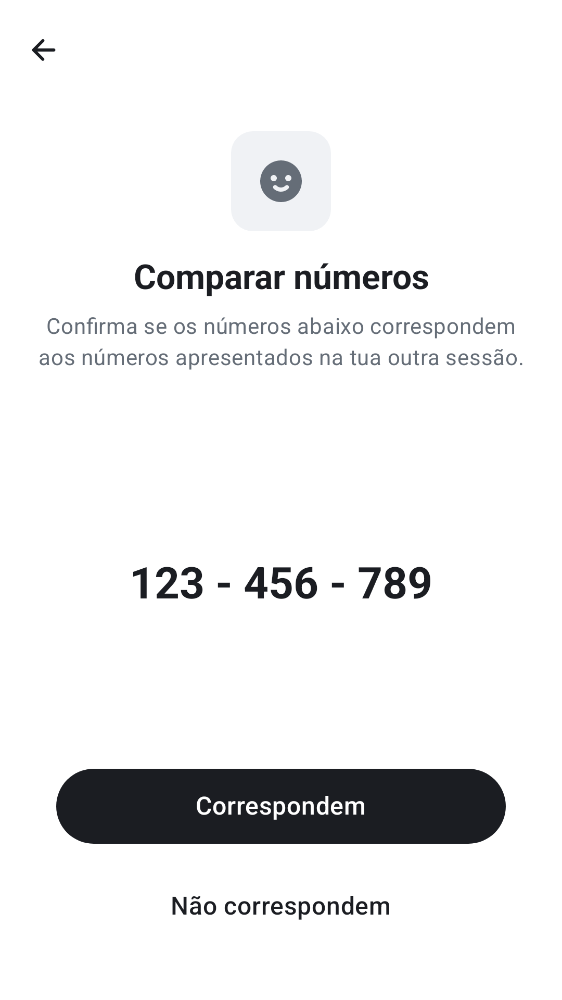 Comparar números
Confirma se os números abaixo correspondem
aos números apresentados na tua outra sessão.
123 - 456 - 789
Correspondem
Não correspondem